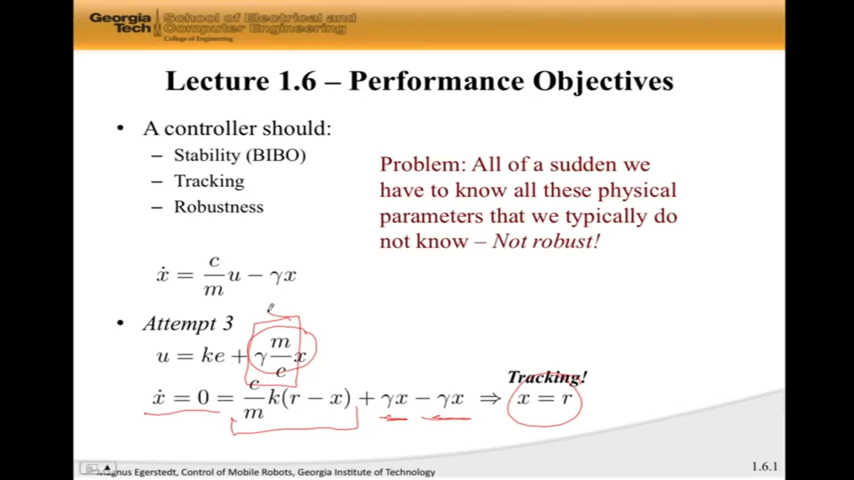 Georgia Tech
School of Electrical and Computer Engineering
College of Engineering
Lecture 1.6 – Performance Objectives
• A controller should:
– Stability (BIBO)
– Tracking
– Robustness
Problem: All of a sudden we
have to know all these physical
parameters that we typically do
not know – Not robust!
ẋ = c/m u − γx
• Attempt 3
u = ke + γ m/c x
Tracking!
ẋ = 0 = c/m k(r − x) + γx − γx ⇒ x = r
Magnus Egerstedt, Control of Mobile Robots, Georgia Institute of Technology
1.6.1